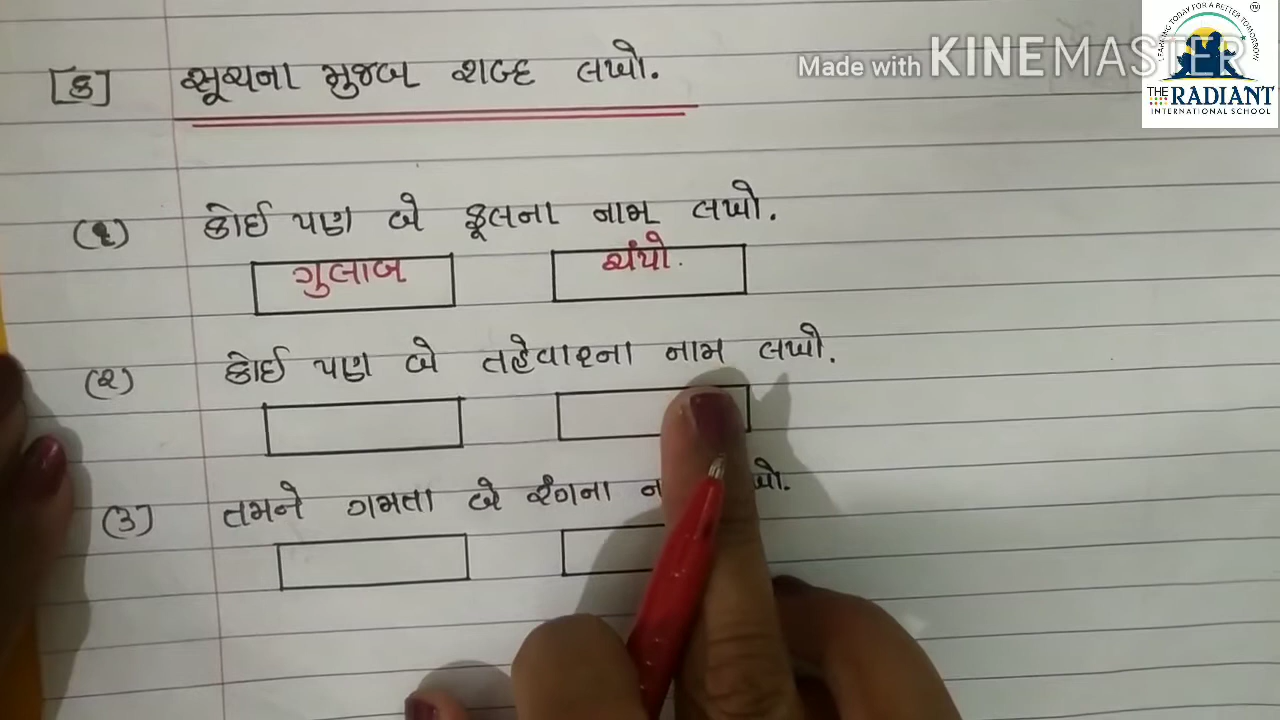 [ક] સૂચના મુજબ શબ્દ લખો.
Made with KINEMASTER
THE RADIANT
INTERNATIONAL SCHOOL
(૧) કોઈ પણ બે ફૂલના નામ લખો.
ગુલાબ ચંપો.
(૨) કોઈ પણ બે તહેવારના નામ લખો.
(૩) તમને ગમતા બે રંગના